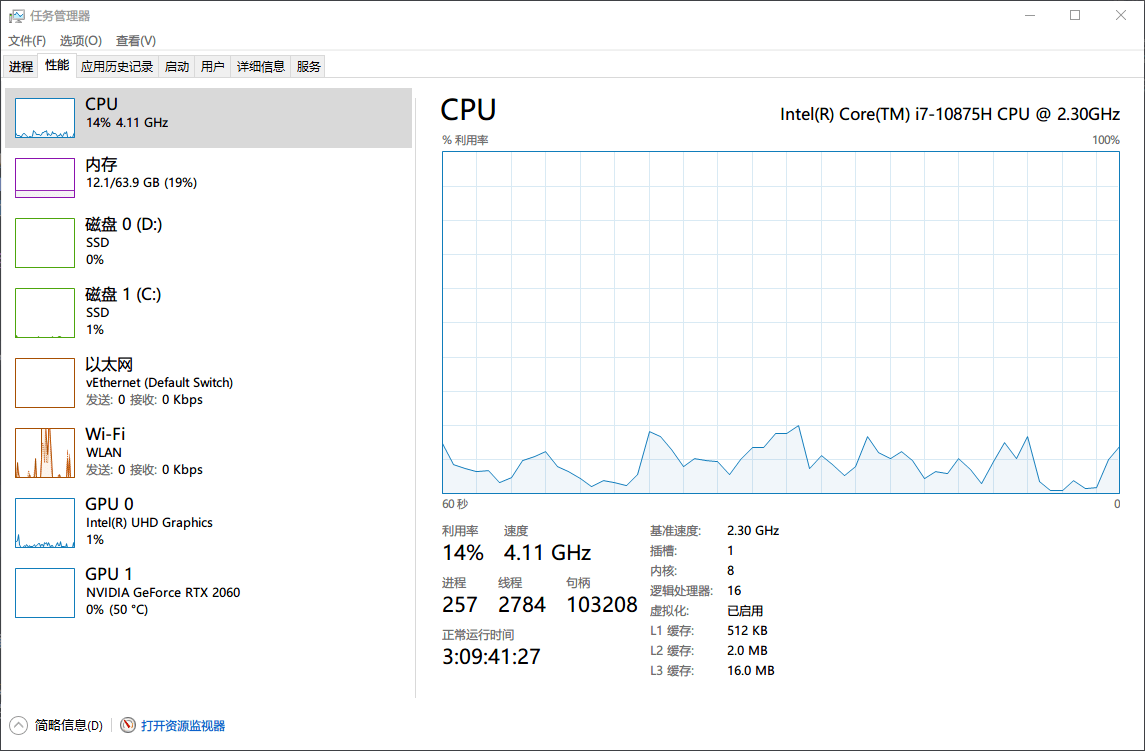 任务管理器
文件(F) 选项(O) 查看(V)
进程 性能 应用历史记录 启动 用户 详细信息 服务
CPU
14% 4.11 GHz
内存
12.1/63.9 GB (19%)
磁盘 0 (D:)
SSD
0%
磁盘 1 (C:)
SSD
1%
以太网
vEthernet (Default Switch)
发送: 0 接收: 0 Kbps
Wi-Fi
WLAN
发送: 0 接收: 0 Kbps
GPU 0
Intel(R) UHD Graphics
1%
GPU 1
NVIDIA GeForce RTX 2060
0% (50 °C)
CPU Intel(R) Core(TM) i7-10875H CPU @ 2.30GHz
% 利用率 100%
60 秒 0
利用率 速度
14% 4.11 GHz
进程 线程 句柄
257 2784 103208
正常运行时间
3:09:41:27
基准速度: 2.30 GHz
插槽: 1
内核: 8
逻辑处理器: 16
虚拟化: 已启用
L1 缓存: 512 KB
L2 缓存: 2.0 MB
L3 缓存: 16.0 MB
简略信息(D) 打开资源监视器